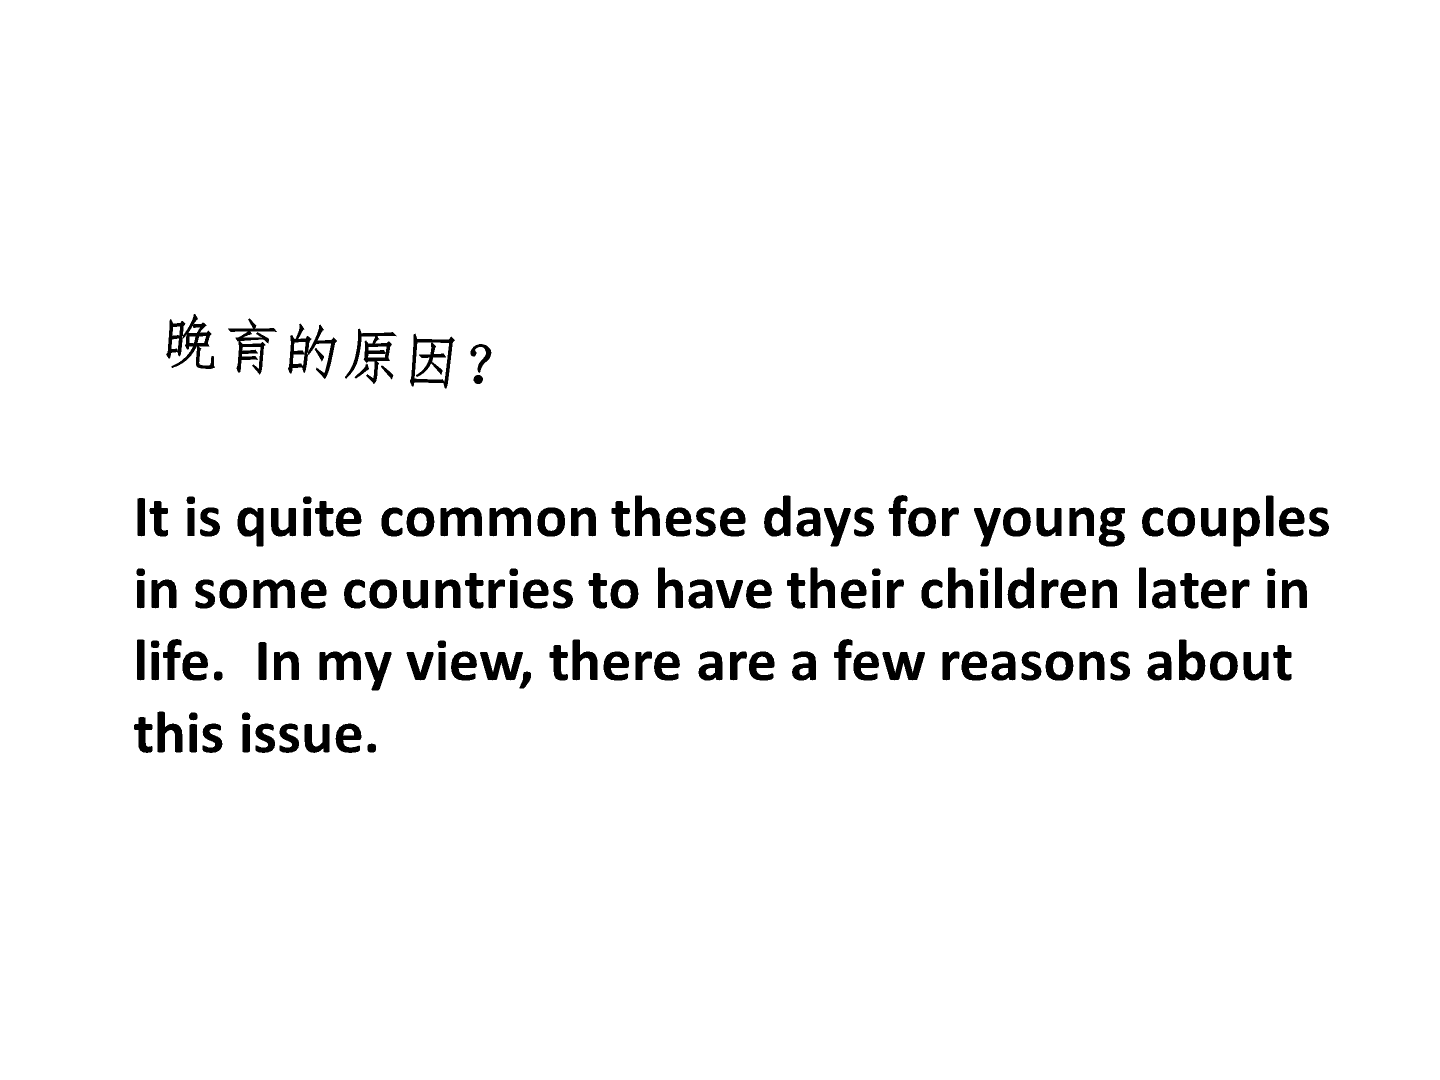 晚育的原因？
It is quite common these days for young couples
in some countries to have their children later in
life.  In my view, there are a few reasons about
this issue.